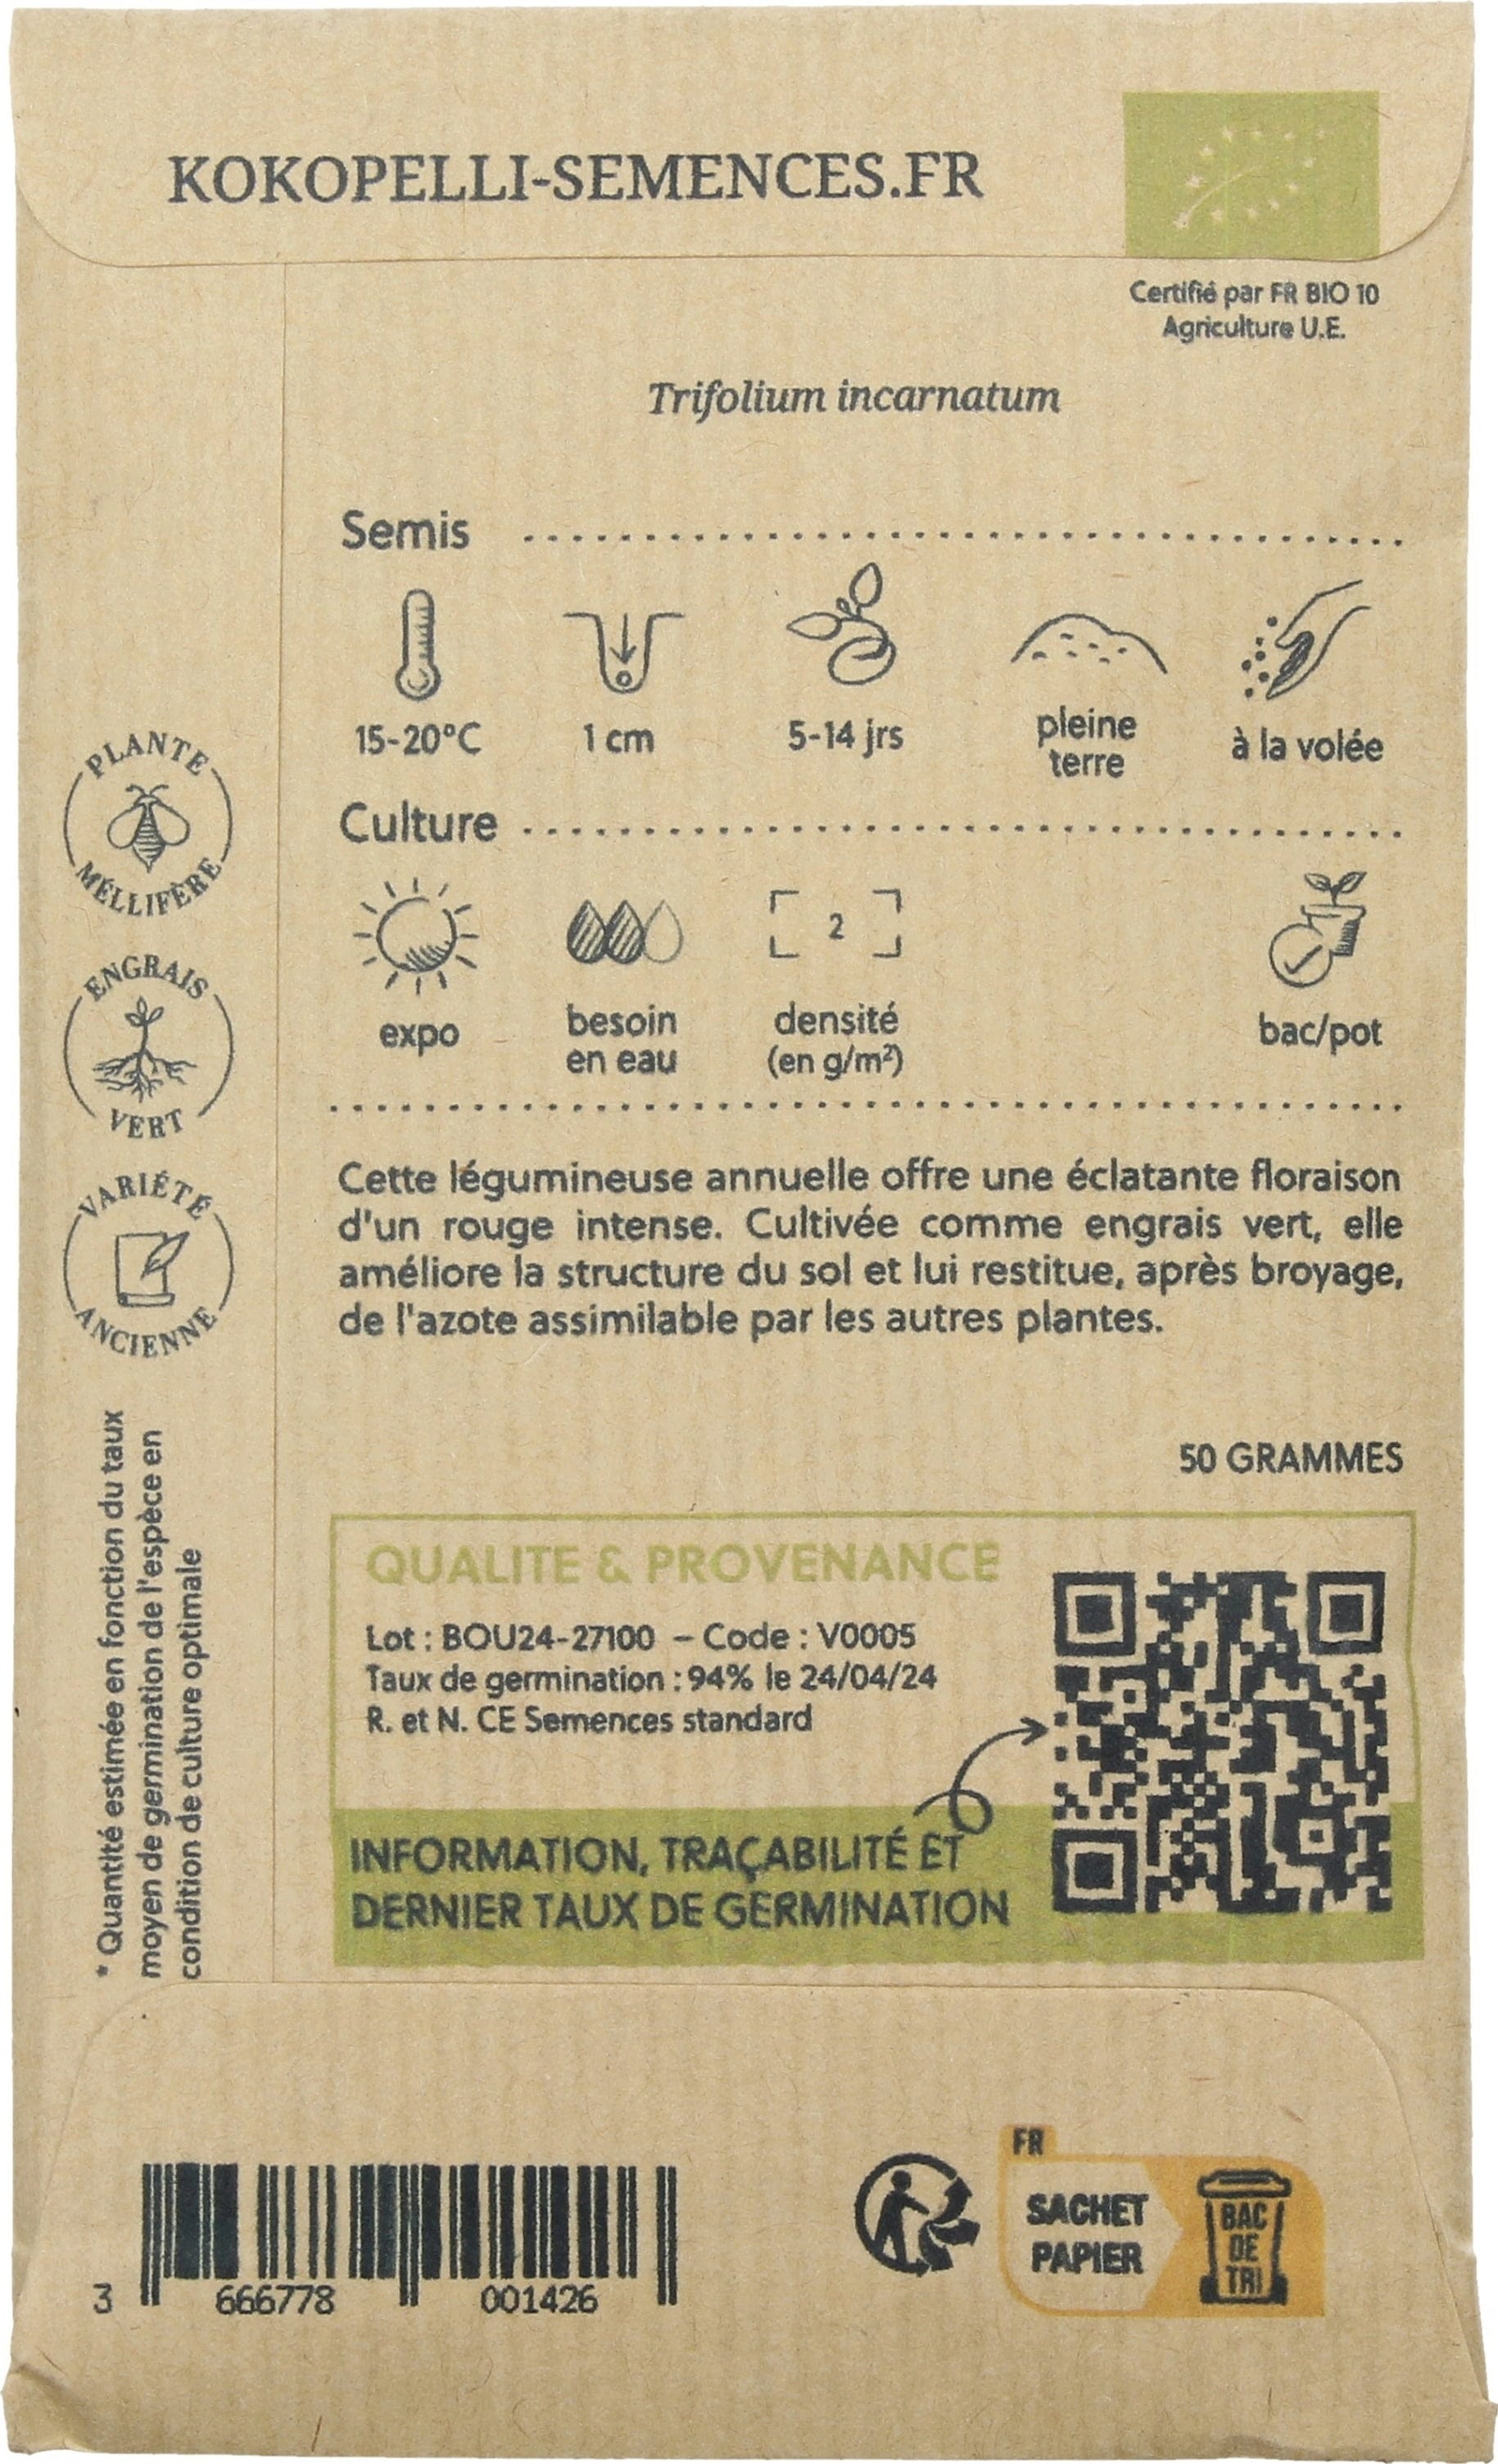 KOKOPELLI-SEMENCES.FR
Certifié par FR BIO 10
Agriculture U.E.
Trifolium incarnatum
Semis
15-20°C
1 cm
5-14 jrs
pleine
terre
à la volée
Culture
2
expo
besoin
en eau
densité
(en g/m²)
bac/pot
Cette légumineuse annuelle offre une éclatante floraison
d'un rouge intense. Cultivée comme engrais vert, elle
améliore la structure du sol et lui restitue, après broyage,
de l'azote assimilable par les autres plantes.
50 GRAMMES
PLANTE
MÉLLIFÈRE
ENGRAIS
VERT
VARIÉTÉ
ANCIENNE
* Quantité estimée en fonction du taux
moyen de germination de l'espèce en
condition de culture optimale
QUALITE & PROVENANCE
Lot : BOU24-27100 – Code : V0005
Taux de germination : 94% le 24/04/24
R. et N. CE Semences standard
INFORMATION, TRAÇABILITÉ ET
DERNIER TAUX DE GERMINATION
3 666778 001426
FR
SACHET
PAPIER
BAC
DE
TRI